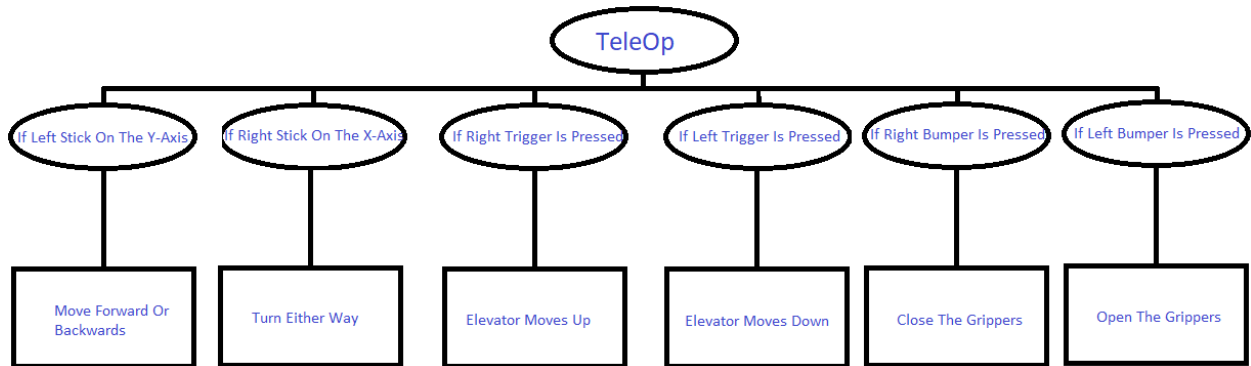 TeleOp
If Left Stick On The Y-Axis
If Right Stick On The X-Axis
If Right Trigger Is Pressed
If Left Trigger Is Pressed
If Right Bumper Is Pressed
If Left Bumper Is Pressed
Move Forward Or
Backwards
Turn Either Way
Elevator Moves Up
Elevator Moves Down
Close The Grippers
Open The Grippers